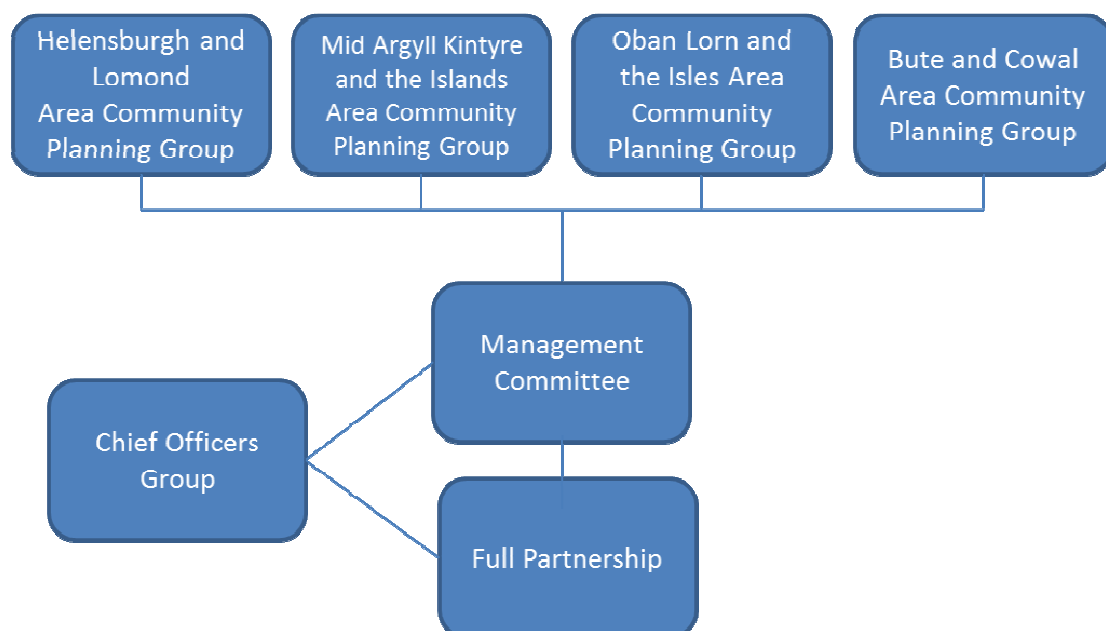 Helensburgh and
Lomond
Area Community
Planning Group
Mid Argyll Kintyre
and the Islands
Area Community
Planning Group
Oban Lorn and
the Isles Area
Community
Planning Group
Bute and Cowal
Area Community
Planning Group
Management
Committee
Chief Officers
Group
Full Partnership